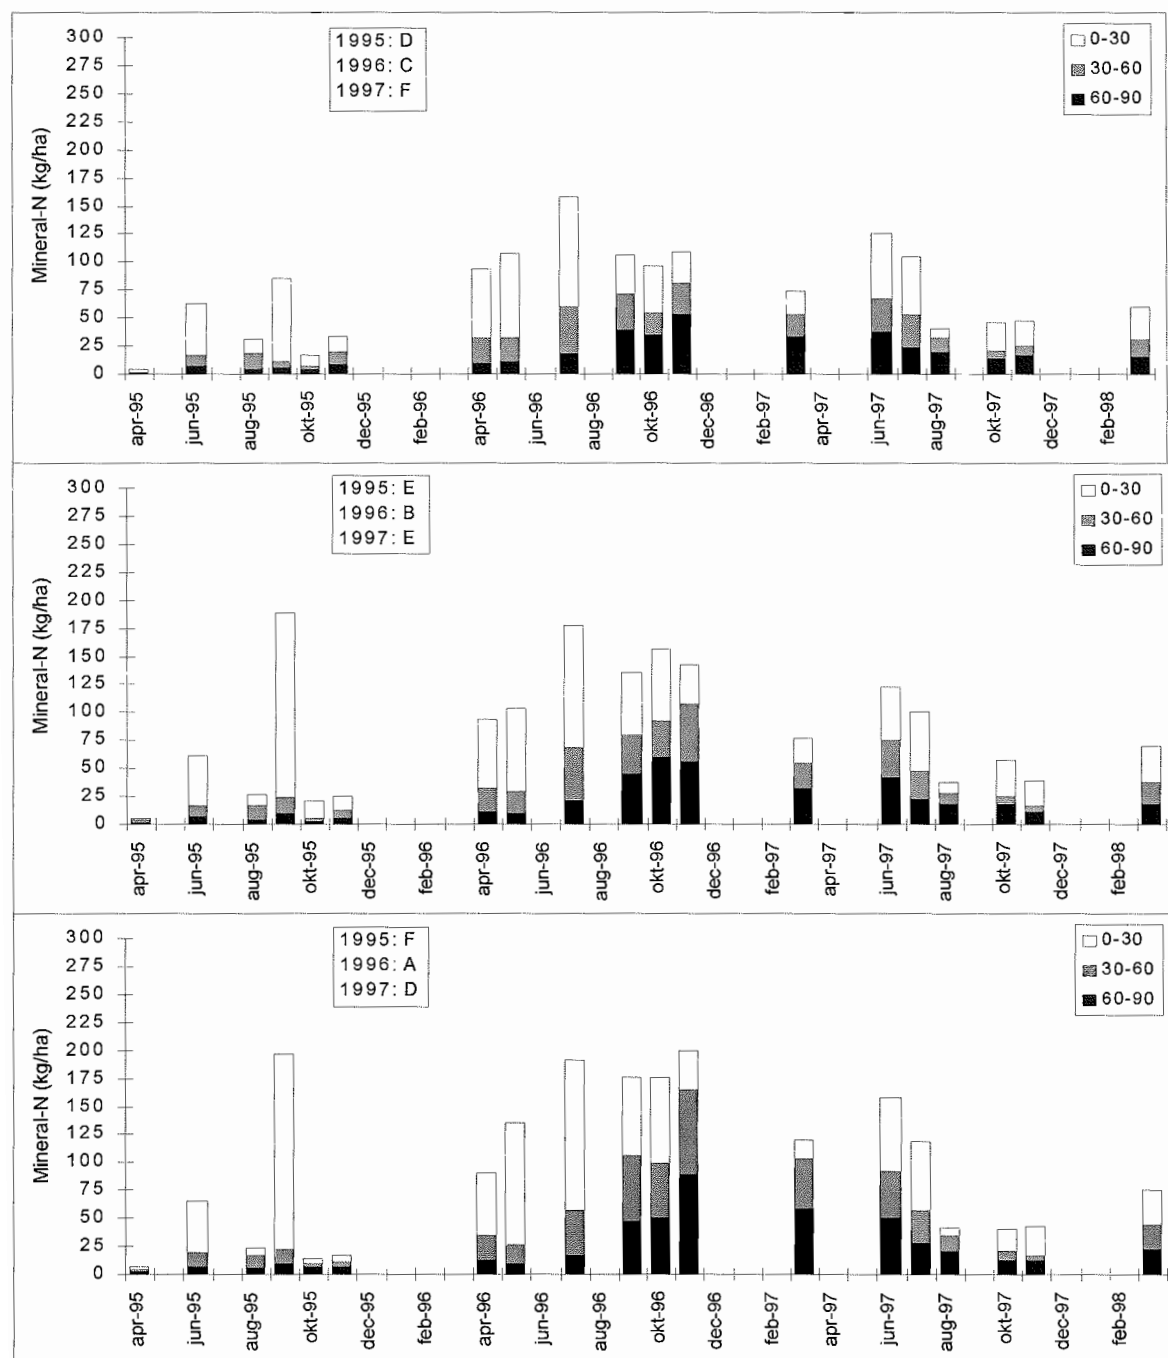 300
275
250
225
200
175
150
125
100
75
50
25
0
Mineral-N (kg/ha)
1995: D
1996: C
1997: F
0-30
30-60
60-90
apr-95
jun-95
aug-95
okt-95
dec-95
feb-96
apr-96
jun-96
aug-96
okt-96
dec-96
feb-97
apr-97
jun-97
aug-97
okt-97
dec-97
feb-98
300
275
250
225
200
175
150
125
100
75
50
25
0
Mineral-N (kg/ha)
1995: E
1996: B
1997: E
0-30
30-60
60-90
apr-95
jun-95
aug-95
okt-95
dec-95
feb-96
apr-96
jun-96
aug-96
okt-96
dec-96
feb-97
apr-97
jun-97
aug-97
okt-97
dec-97
feb-98
300
275
250
225
200
175
150
125
100
75
50
25
0
Mineral-N (kg/ha)
1995: F
1996: A
1997: D
0-30
30-60
60-90
apr-95
jun-95
aug-95
okt-95
dec-95
feb-96
apr-96
jun-96
aug-96
okt-96
dec-96
feb-97
apr-97
jun-97
aug-97
okt-97
dec-97
feb-98